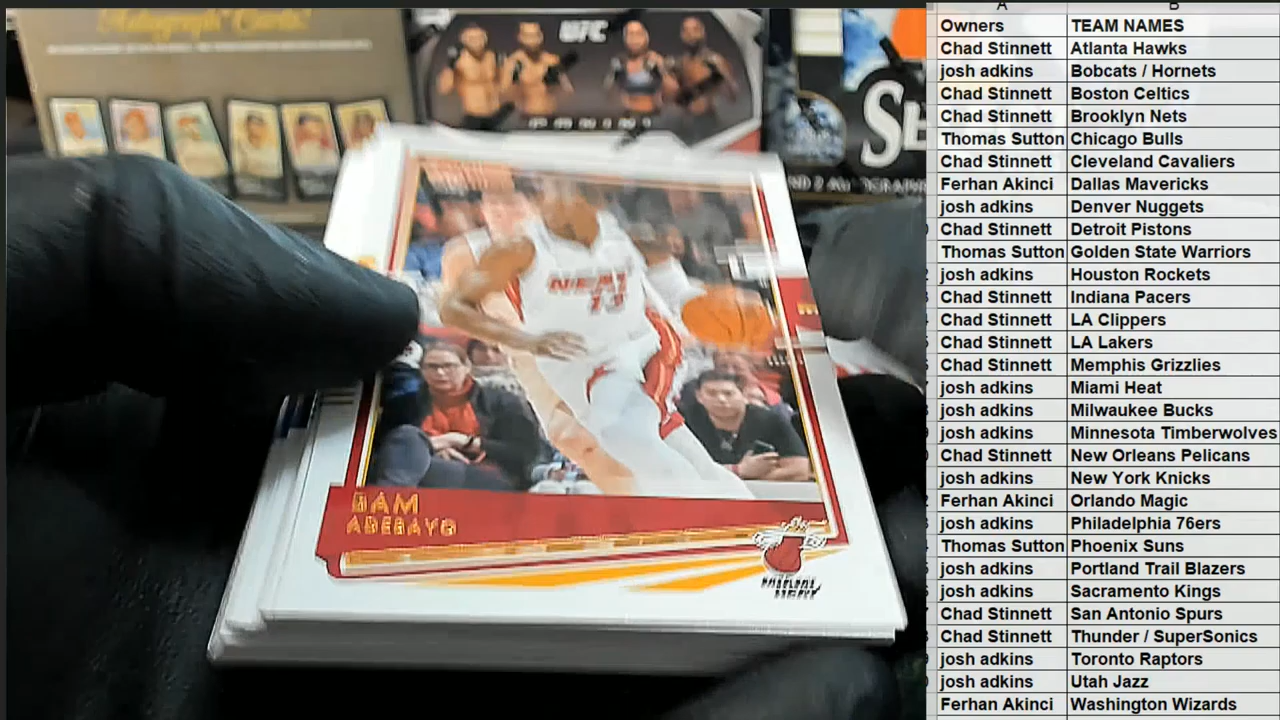 Autograph Cards!
UFC
SE
HEAT
13
BAM
ADEBAYO
A B
Owners TEAM NAMES
Chad Stinnett Atlanta Hawks
josh adkins Bobcats / Hornets
Chad Stinnett Boston Celtics
Chad Stinnett Brooklyn Nets
Thomas Sutton Chicago Bulls
Chad Stinnett Cleveland Cavaliers
Ferhan Akinci Dallas Mavericks
josh adkins Denver Nuggets
Chad Stinnett Detroit Pistons
Thomas Sutton Golden State Warriors
josh adkins Houston Rockets
Chad Stinnett Indiana Pacers
Chad Stinnett LA Clippers
Chad Stinnett LA Lakers
Chad Stinnett Memphis Grizzlies
josh adkins Miami Heat
josh adkins Milwaukee Bucks
josh adkins Minnesota Timberwolves
Chad Stinnett New Orleans Pelicans
josh adkins New York Knicks
Ferhan Akinci Orlando Magic
josh adkins Philadelphia 76ers
Thomas Sutton Phoenix Suns
josh adkins Portland Trail Blazers
josh adkins Sacramento Kings
Chad Stinnett San Antonio Spurs
Chad Stinnett Thunder / SuperSonics
josh adkins Toronto Raptors
josh adkins Utah Jazz
Ferhan Akinci Washington Wizards